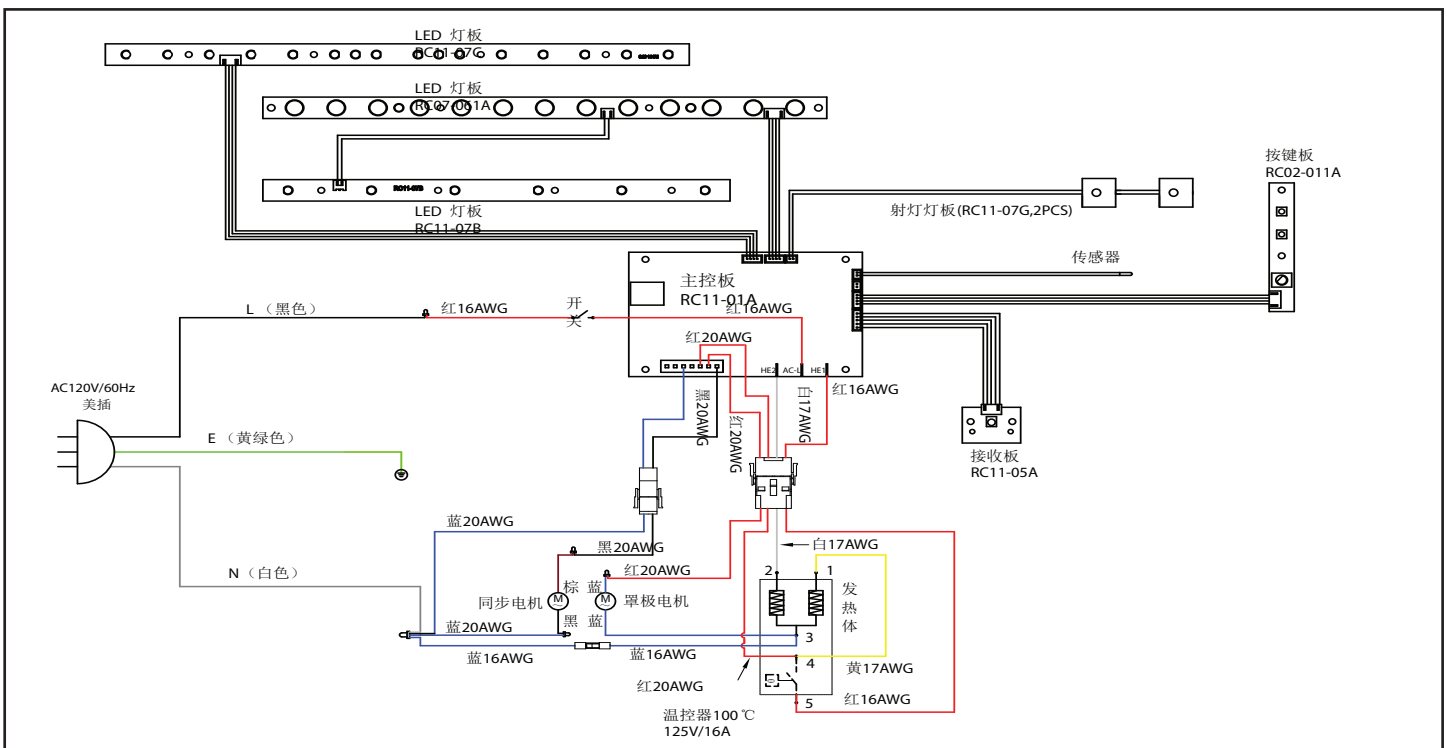 LED 灯板
RC11-07C
LED 灯板
RC07-061A
RC11-07B
LED 灯板
RC11-07B
射灯灯板(RC11-07G,2PCS)
按键板
RC02-011A
传感器
主控板
RC11-01A
L （黑色）
红16AWG
开
关
红16AWG
红20AWG
HE2
AC-L
HE1
红16AWG
AC120V/60Hz
美插
黑20AWG
红20AWG
白17AWG
E （黄绿色）
接收板
RC11-05A
蓝20AWG
黑20AWG
白17AWG
红20AWG
N（白色）
2
1
棕
蓝
同步电机
M
M
罩极电机
发
热
体
黑
蓝
蓝20AWG
3
蓝16AWG
蓝16AWG
4
黄17AWG
红20AWG
5
红16AWG
温控器100 ℃
125V/16A